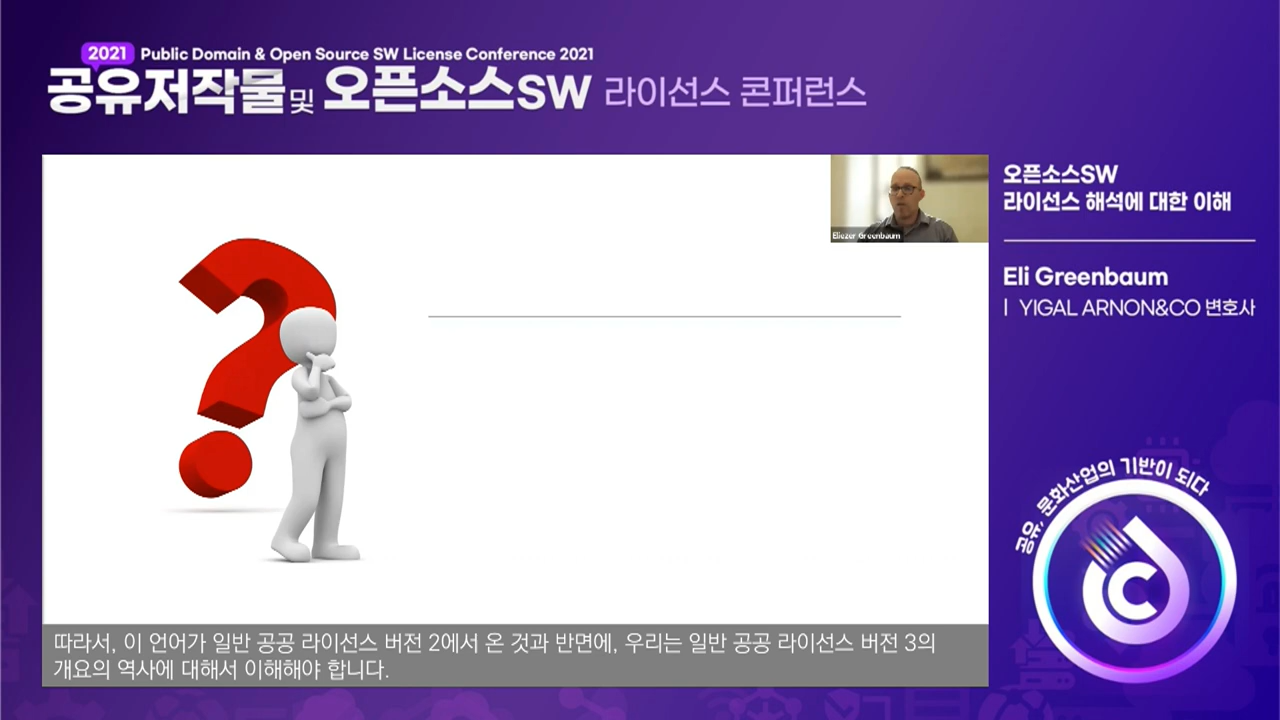 2021 Public Domain & Open Source SW License Conference 2021
공유저작물및 오픈소스SW 라이선스 콘퍼런스
Eliezer Greenbaum
오픈소스SW
라이선스 해석에 대한 이해
Eli Greenbaum
| YIGAL ARNON&CO 변호사
공유, 문화산업의 기반이 되다
C
따라서, 이 언어가 일반 공공 라이선스 버전 2에서 온 것과 반면에, 우리는 일반 공공 라이선스 버전 3의
개요의 역사에 대해서 이해해야 합니다.